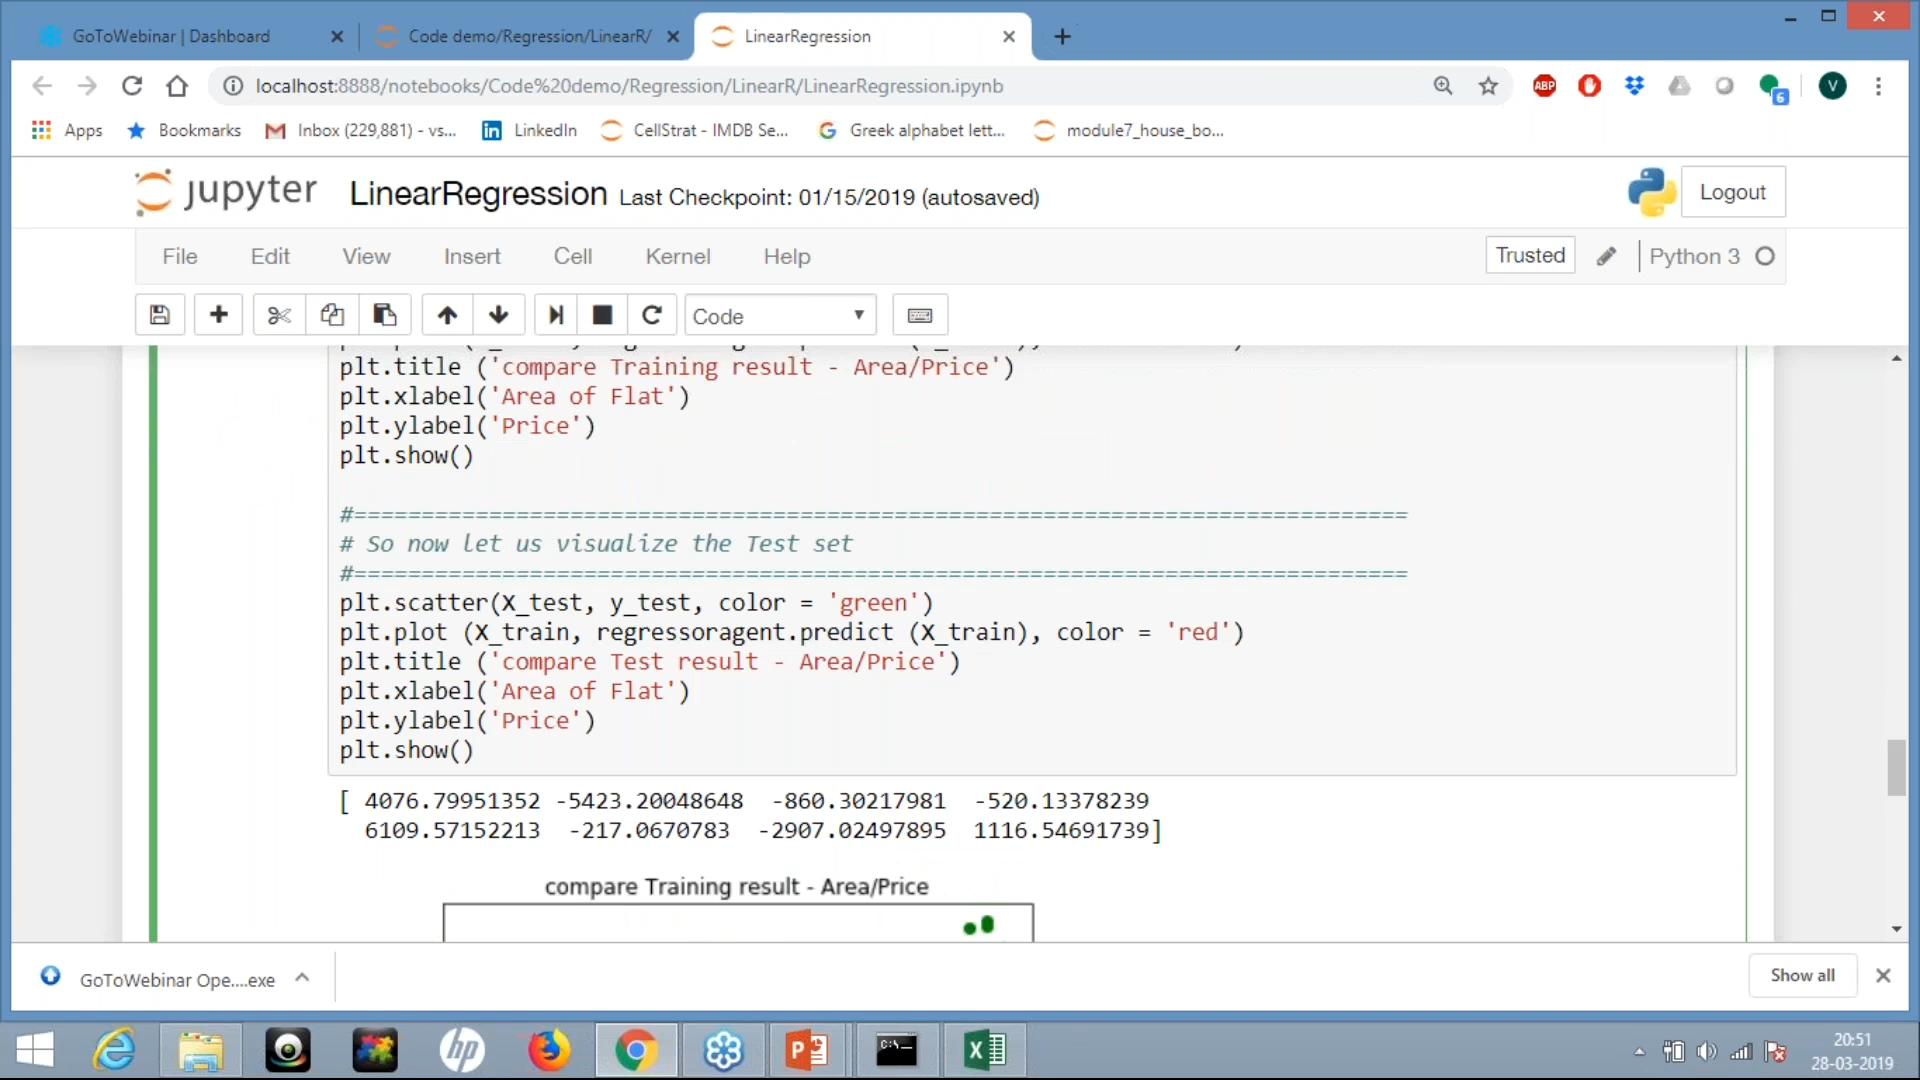 GoToWebinar | Dashboard
Code demo/Regression/LinearR/
LinearRegression
localhost:8888/notebooks/Code%20demo/Regression/LinearR/LinearRegression.ipynb
ABP
6
V
Apps
Bookmarks
Inbox (229,881) - vs...
LinkedIn
CellStrat - IMDB Se...
Greek alphabet lett...
module7_house_bo...
jupyter
LinearRegression
Last Checkpoint: 01/15/2019 (autosaved)
Logout
File
Edit
View
Insert
Cell
Kernel
Help
Trusted
Python 3
Code
plt.title ('compare Training result - Area/Price')
plt.xlabel('Area of Flat')
plt.ylabel('Price')
plt.show()
#==============================================================================
# So now let us visualize the Test set
#==============================================================================
plt.scatter(X_test, y_test, color = 'green')
plt.plot (X_train, regressoragent.predict (X_train), color = 'red')
plt.title ('compare Test result - Area/Price')
plt.xlabel('Area of Flat')
plt.ylabel('Price')
plt.show()
[ 4076.79951352 -5423.20048648 -860.30217981 -520.13378239
6109.57152213 -217.0670783 -2907.02497895 1116.54691739]
compare Training result - Area/Price
GoToWebinar Ope....exe
Show all
20:51
28-03-2019